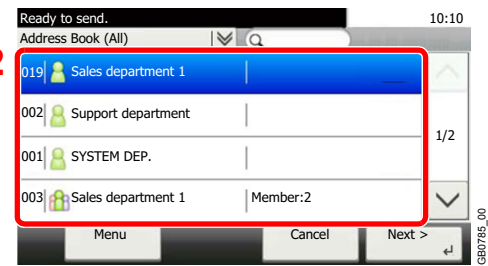 Ready to send. 10:10
Address Book (All)
2
019 Sales department 1
002 Support department
1/2
001 SYSTEM DEP.
003 Sales department 1 Member:2
Menu Cancel Next >
GB0785_00